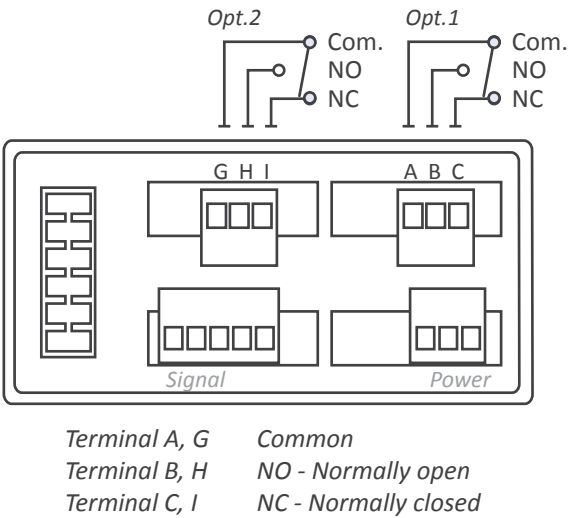 Opt.2 Opt.1
Com. Com.
NO NO
NC NC
G H I A B C
Signal Power
Terminal A, G Common
Terminal B, H NO - Normally open
Terminal C, I NC - Normally closed